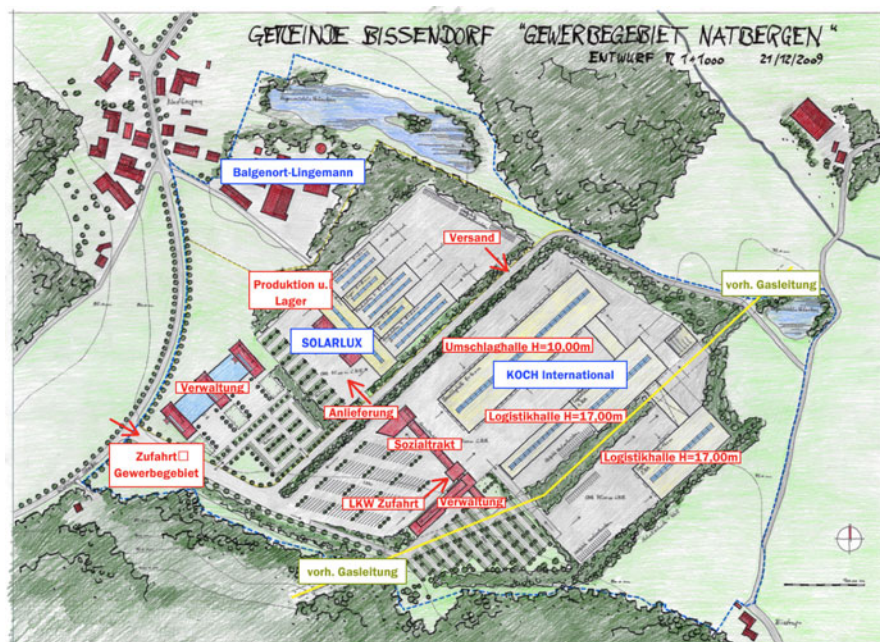 GEMEINDE BISSENDORF "GEWERBEGEBIET NATBERGEN"
ENTWURF M 1:1000 21/12/2009
Balgenort-Lingemann
Versand
vorh. Gasleitung
Produktion u.
Lager
SOLARLUX
Umschlaghalle H=10,00m
KOCH International
Verwaltung
Anlieferung
Logistikhalle H=17,00m
Sozialtrakt
Zufahrt□
Gewerbegebiet
Logistikhalle H=17,00m
LKW Zufahrt
Verwaltung
vorh. Gasleitung